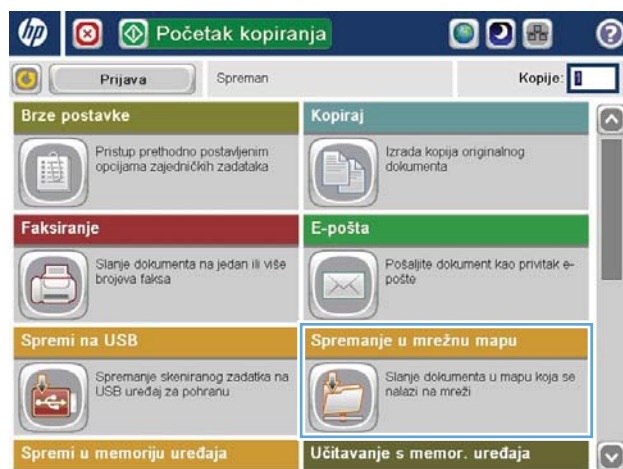 hp
Početak kopiranja
?
Prijava
Spreman
Kopije: 1
Brze postavke
Pristup prethodno postavljenim
opcijama zajedničkih zadataka
Kopiraj
Izrada kopija originalnog
dokumenta
Faksiranje
Slanje dokumenta na jedan ili više
brojeva faksa
E-pošta
Pošaljite dokument kao privitak e-
pošte
Spremi na USB
Spremanje skeniranog zadatka na
USB uređaj za pohranu
Spremanje u mrežnu mapu
Slanje dokumenta u mapu koja se
nalazi na mreži
Spremi u memoriju uređaja
Učitavanje s memor. uređaja